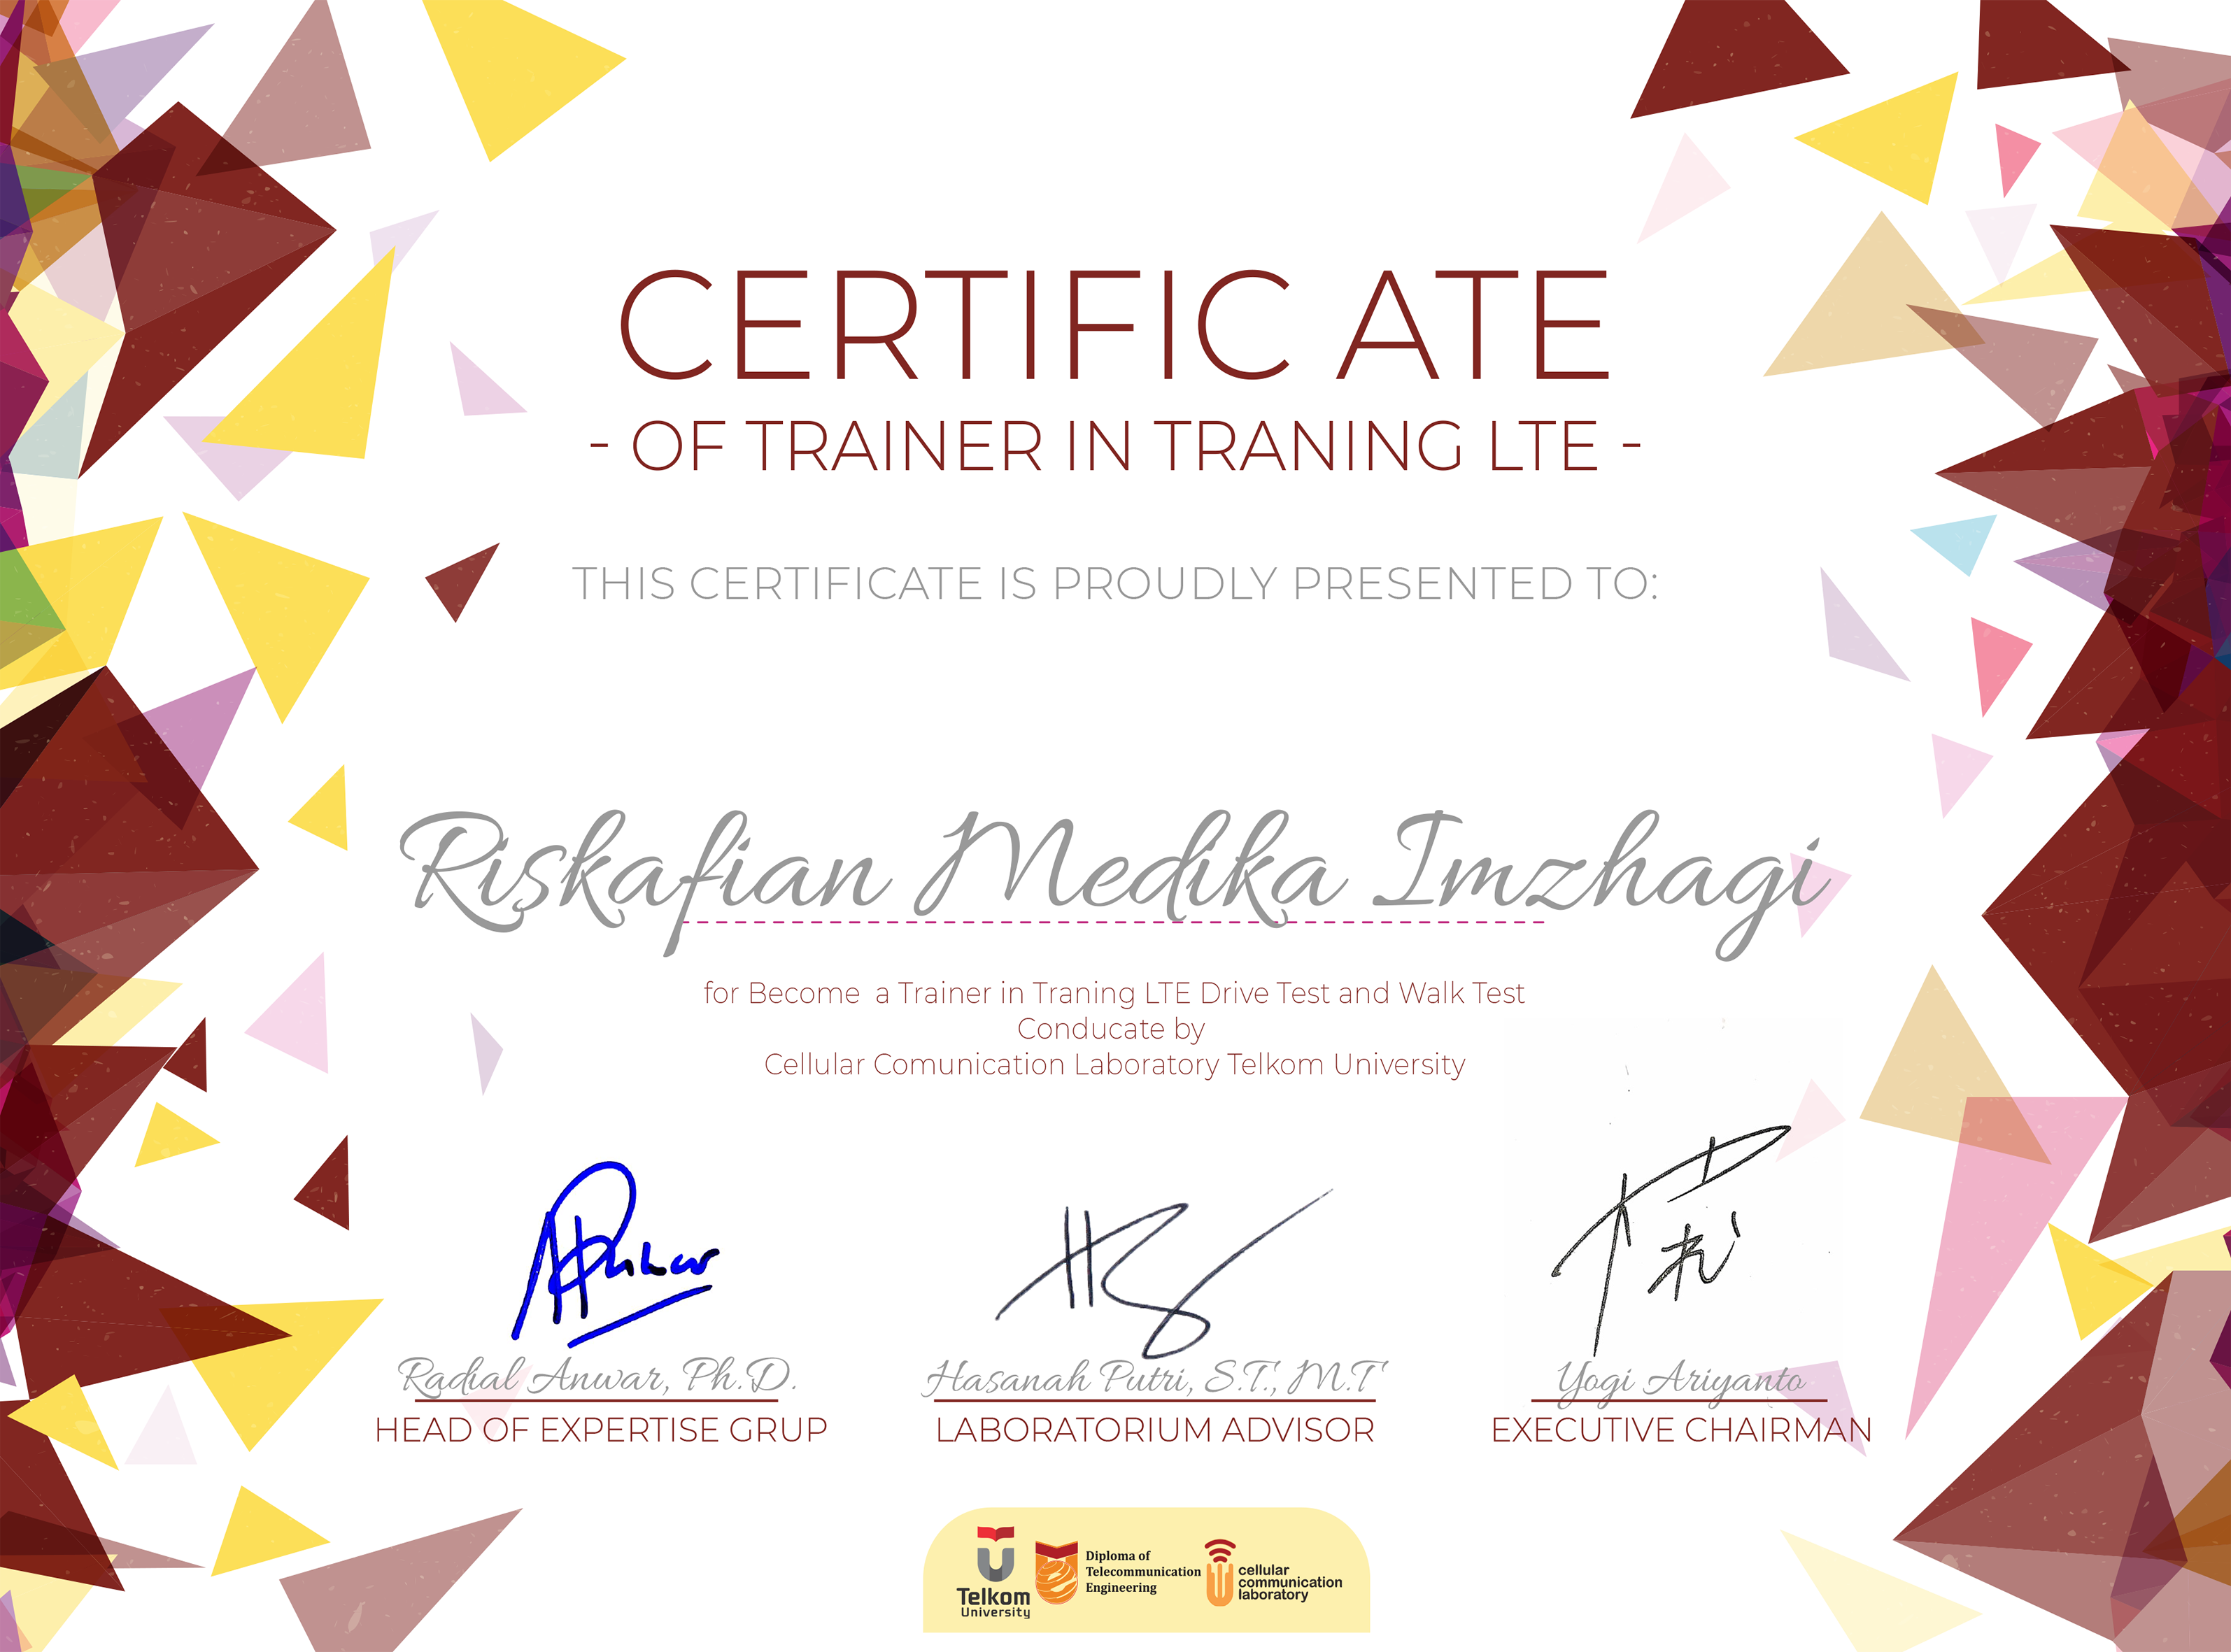 CERTIFIC ATE
- OF TRAINER IN TRANING LTE -
THIS CERTIFICATE IS PROUDLY PRESENTED TO:
Riskafian Medika Imzhagi
for Become a Trainer in Traning LTE Drive Test and Walk Test
Conducate by
Cellular Comunication Laboratory Telkom University
Radial Anwar, Ph.D.
HEAD OF EXPERTISE GRUP
Hasanah Putri, S.T., M.T
LABORATORIUM ADVISOR
Yogi Ariyanto
EXECUTIVE CHAIRMAN
Telkom
University
Diploma of
Telecommunication
Engineering
cellular
communication
laboratory